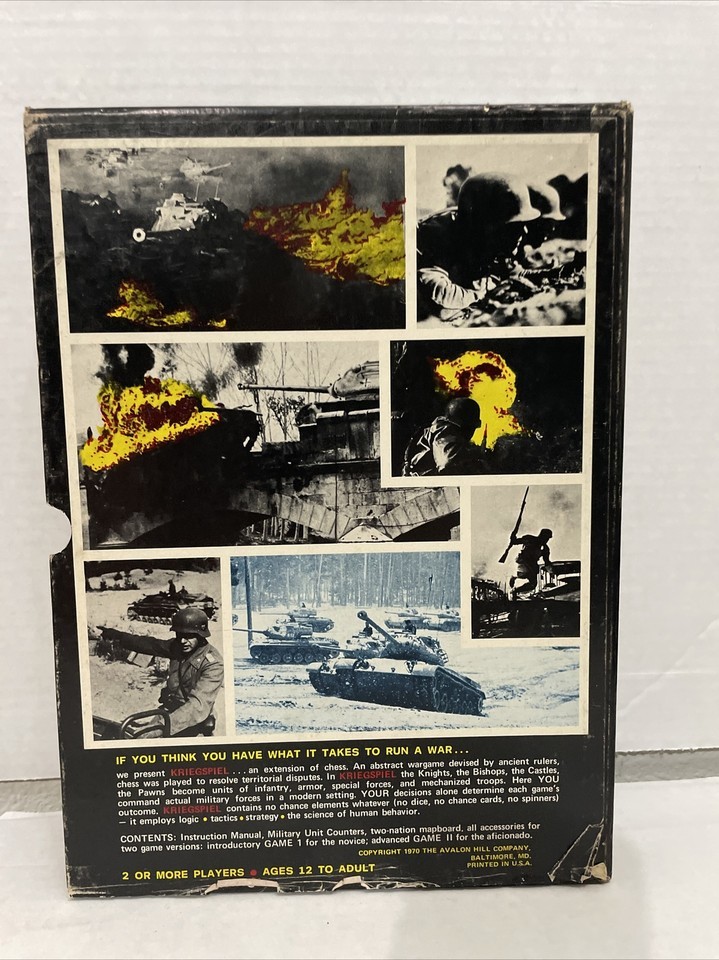 IF YOU THINK YOU HAVE WHAT IT TAKES TO RUN A WAR...
we present KRIEGSPIEL ... an extension of chess. An abstract wargame devised by ancient rulers,
chess was played to resolve territorial disputes. In KRIEGSPIEL the Knights, the Bishops, the Castles,
the Pawns become units of infantry, armor, special forces, and mechanized troops. Here YOU
command actual military forces in a modern setting. YOUR decisions alone determine each game's
outcome. KRIEGSPIEL contains no chance elements whatever (no dice, no chance cards, no spinners)
— it employs logic • tactics • strategy • the science of human behavior.
CONTENTS: Instruction Manual, Military Unit Counters, two-nation mapboard, all accessories for
two game versions: introductory GAME 1 for the novice; advanced GAME II for the aficionado.
COPYRIGHT 1970 THE AVALON HILL COMPANY,
BALTIMORE, MD.
PRINTED IN U.S.A.
2 OR MORE PLAYERS • AGES 12 TO ADULT